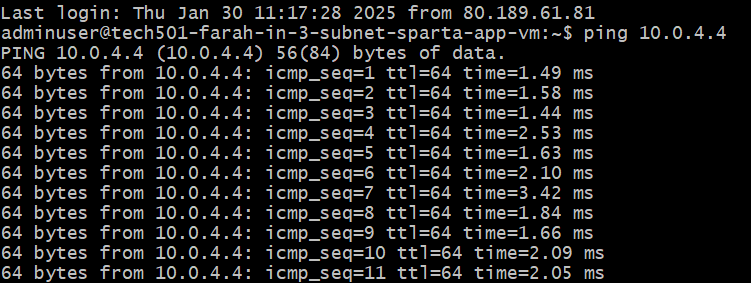 Last login: Thu Jan 30 11:17:28 2025 from 80.189.61.81
adminuser@tech501-farah-in-3-subnet-sparta-app-vm:~$ ping 10.0.4.4
PING 10.0.4.4 (10.0.4.4) 56(84) bytes of data.
64 bytes from 10.0.4.4: icmp_seq=1 ttl=64 time=1.49 ms
64 bytes from 10.0.4.4: icmp_seq=2 ttl=64 time=1.58 ms
64 bytes from 10.0.4.4: icmp_seq=3 ttl=64 time=1.44 ms
64 bytes from 10.0.4.4: icmp_seq=4 ttl=64 time=2.53 ms
64 bytes from 10.0.4.4: icmp_seq=5 ttl=64 time=1.63 ms
64 bytes from 10.0.4.4: icmp_seq=6 ttl=64 time=2.10 ms
64 bytes from 10.0.4.4: icmp_seq=7 ttl=64 time=3.42 ms
64 bytes from 10.0.4.4: icmp_seq=8 ttl=64 time=1.84 ms
64 bytes from 10.0.4.4: icmp_seq=9 ttl=64 time=1.66 ms
64 bytes from 10.0.4.4: icmp_seq=10 ttl=64 time=2.09 ms
64 bytes from 10.0.4.4: icmp_seq=11 ttl=64 time=2.05 ms